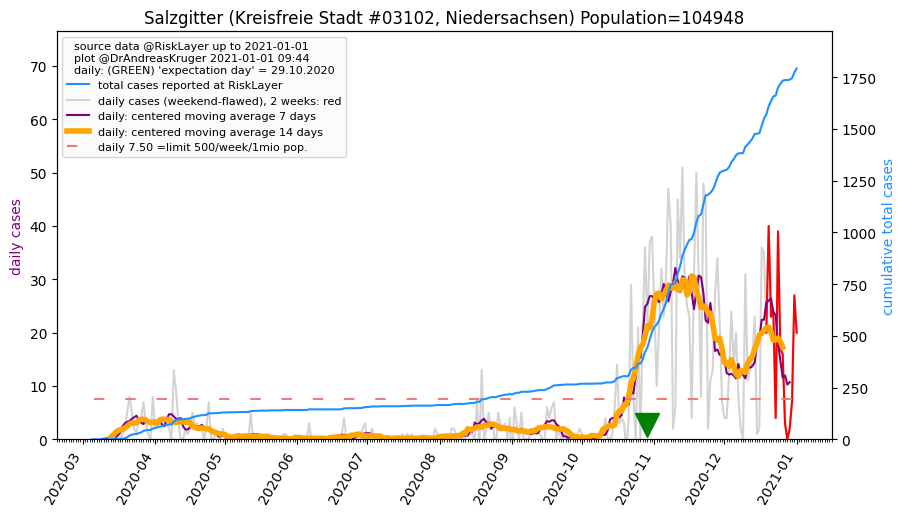 Salzgitter (Kreisfreie Stadt #03102, Niedersachsen) Population=104948
source data @RiskLayer up to 2021-01-01
plot @DrAndreasKruger 2021-01-01 09:44
daily: (GREEN) 'expectation day' = 29.10.2020
total cases reported at RiskLayer
daily cases (weekend-flawed), 2 weeks: red
daily: centered moving average 7 days
daily: centered moving average 14 days
daily 7.50 =limit 500/week/1mio pop.
daily cases
70
60
50
40
30
20
10
0
cumulative total cases
1750
1500
1250
1000
750
500
250
0
2020-03
2020-04
2020-05
2020-06
2020-07
2020-08
2020-09
2020-10
2020-11
2020-12
2021-01